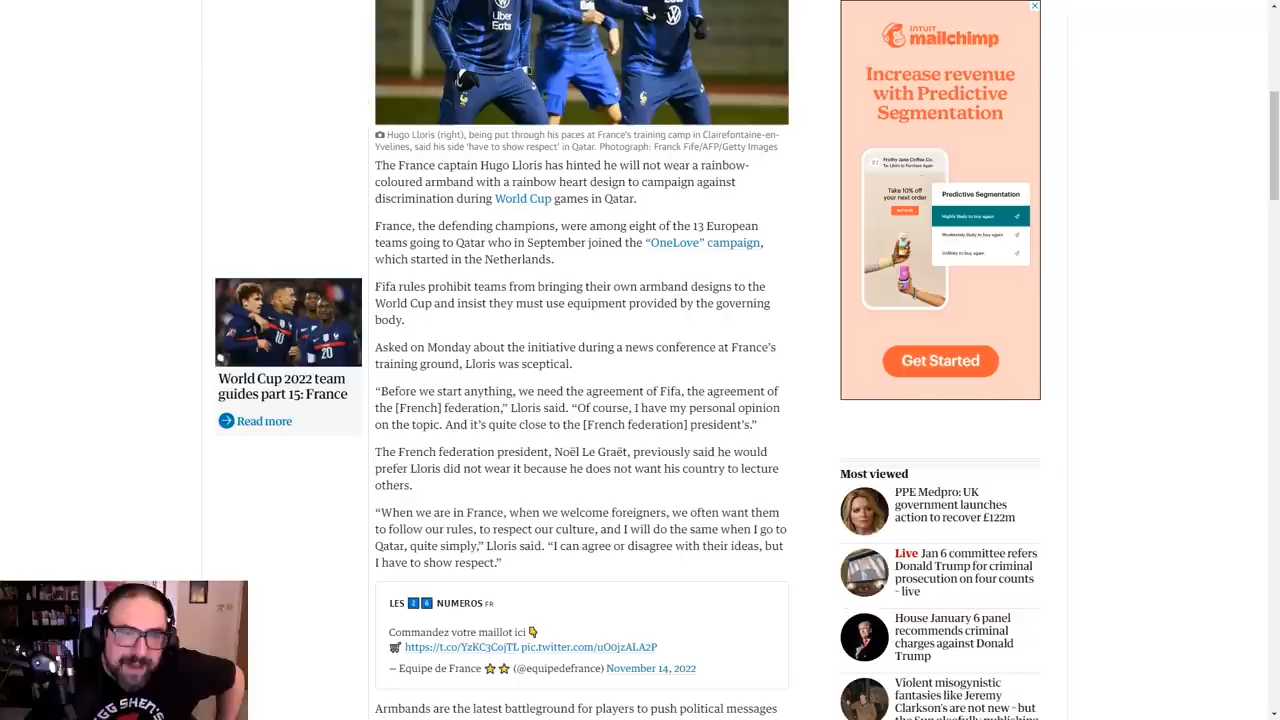 Uber
Eats
Hugo Lloris (right), being put through his paces at France's training camp in Clairefontaine-en-
Yvelines, said his side 'have to show respect' in Qatar. Photograph: Franck Fife/AFP/Getty Images
The France captain Hugo Lloris has hinted he will not wear a rainbow-
coloured armband with a rainbow heart design to campaign against
discrimination during World Cup games in Qatar.
France, the defending champions, were among eight of the 13 European
teams going to Qatar who in September joined the “OneLove” campaign,
which started in the Netherlands.
Fifa rules prohibit teams from bringing their own armband designs to the
World Cup and insist they must use equipment provided by the governing
body.
Asked on Monday about the initiative during a news conference at France's
training ground, Lloris was sceptical.
“Before we start anything, we need the agreement of Fifa, the agreement of
the [French] federation,” Lloris said. “Of course, I have my personal opinion
on the topic. And it's quite close to the [French federation] president's.”
The French federation president, Noël Le Graët, previously said he would
prefer Lloris did not wear it because he does not want his country to lecture
others.
“When we are in France, when we welcome foreigners, we often want them
to follow our rules, to respect our culture, and I will do the same when I go to
Qatar, quite simply,” Lloris said. “I can agree or disagree with their ideas, but
I have to show respect.”
LES 2 6 NUMEROS FR
Commandez votre maillot ici 👇
🛒 https://t.co/YzKC3CojTL pic.twitter.com/uOojzALA2P
— Equipe de France ⭐⭐ (@equipedefrance) November 14, 2022
Armbands are the latest battleground for players to push political messages
10
20
World Cup 2022 team
guides part 15: France
Read more
INTUIT
mailchimp
Increase revenue
with Predictive
Segmentation
Frothy Jane Coffee Co.
Take 10% off
your next order
Predictive Segmentation
Highly likely to buy again
Moderately likely to buy again
Unlikely to buy again
Get Started
Most viewed
PPE Medpro: UK
government launches
action to recover £122m
Live Jan 6 committee refers
Donald Trump for criminal
prosecution on four counts
– live
House January 6 panel
recommends criminal
charges against Donald
Trump
Violent misogynistic
fantasies like Jeremy
Clarkson's are not new – but
the Sun gleefully publishing